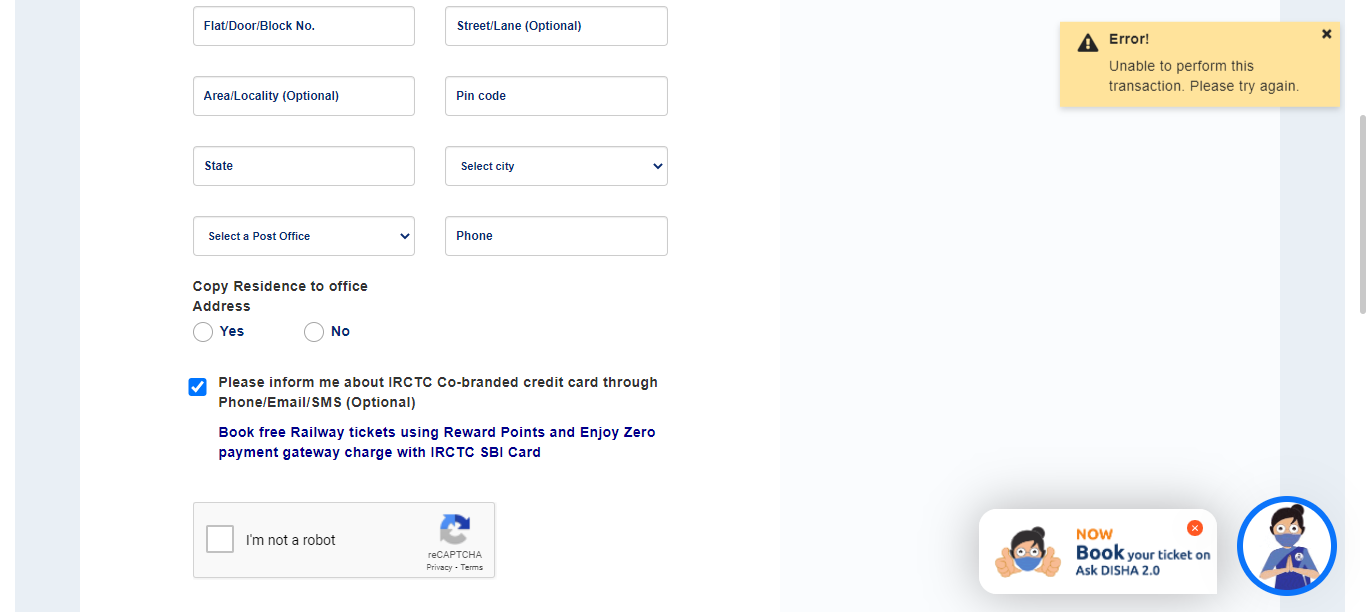 Flat/Door/Block No.
Street/Lane (Optional)
Area/Locality (Optional)
Pin code
State
Select city
Select a Post Office
Phone
Copy Residence to office
Address
Yes
No
Please inform me about IRCTC Co-branded credit card through
Phone/Email/SMS (Optional)
Book free Railway tickets using Reward Points and Enjoy Zero
payment gateway charge with IRCTC SBI Card
I'm not a robot
reCAPTCHA
Privacy - Terms
Error!
Unable to perform this
transaction. Please try again.
NOW
Book your ticket on
Ask DISHA 2.0